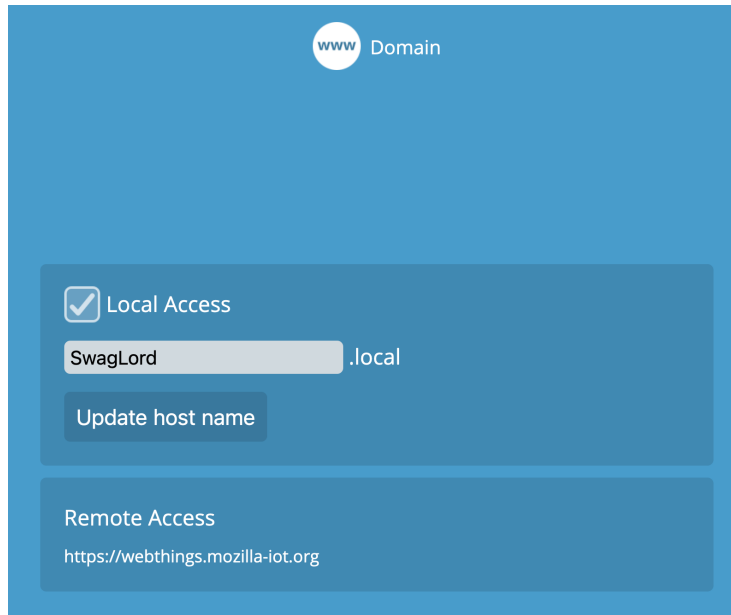 www Domain
Local Access
SwagLord .local
Update host name
Remote Access
https://webthings.mozilla-iot.org